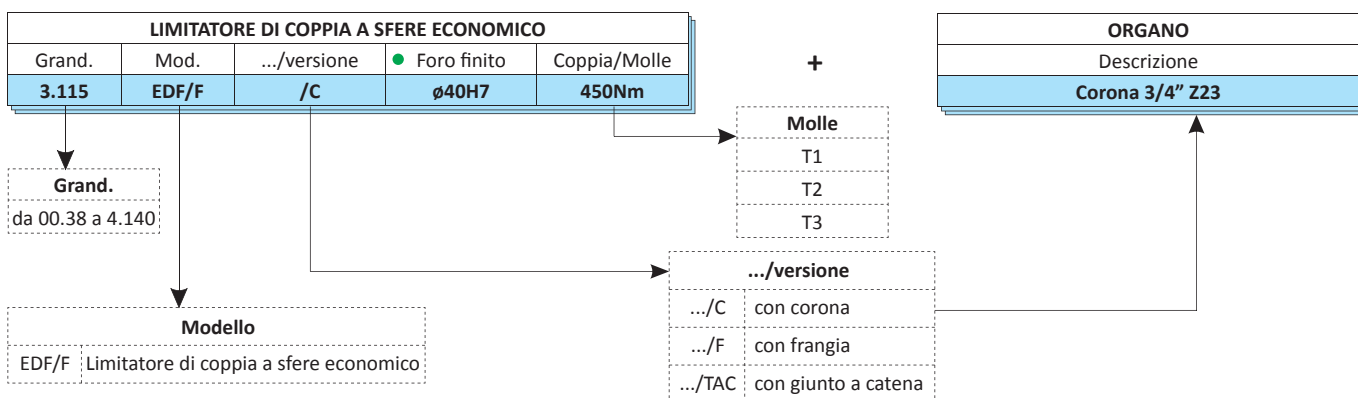 LIMITATORE DI COPPIA A SFERE ECONOMICO
Grand. Mod. .../versione Foro finito Coppia/Molle
3.115 EDF/F /C ø40H7 450Nm
+
ORGANO
Descrizione
Corona 3/4” Z23
Molle
T1
T2
T3
Grand.
da 00.38 a 4.140
.../versione
.../C con corona
.../F con frangia
.../TAC con giunto a catena
Modello
EDF/F Limitatore di coppia a sfere economico